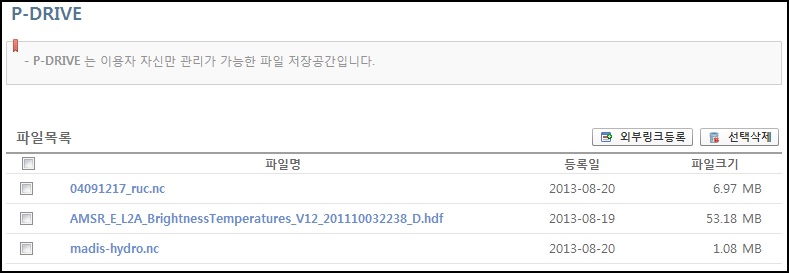 P-DRIVE
- P-DRIVE 는 이용자 자신만 관리가 가능한 파일 저장공간입니다.
파일목록 외부링크등록 선택삭제
파일명 등록일 파일크기
04091217_ruc.nc 2013-08-20 6.97 MB
AMSR_E_L2A_BrightnessTemperatures_V12_201110032238_D.hdf 2013-08-19 53.18 MB
madis-hydro.nc 2013-08-20 1.08 MB